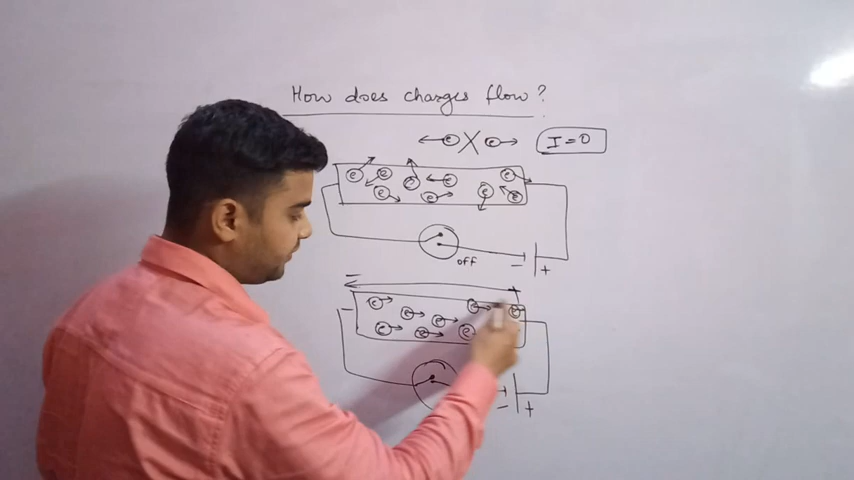 How does charges flow?
e X e I = 0
e e e e e e
e e e e
off
- +
- +
- +
e e e e e
e e e
- +